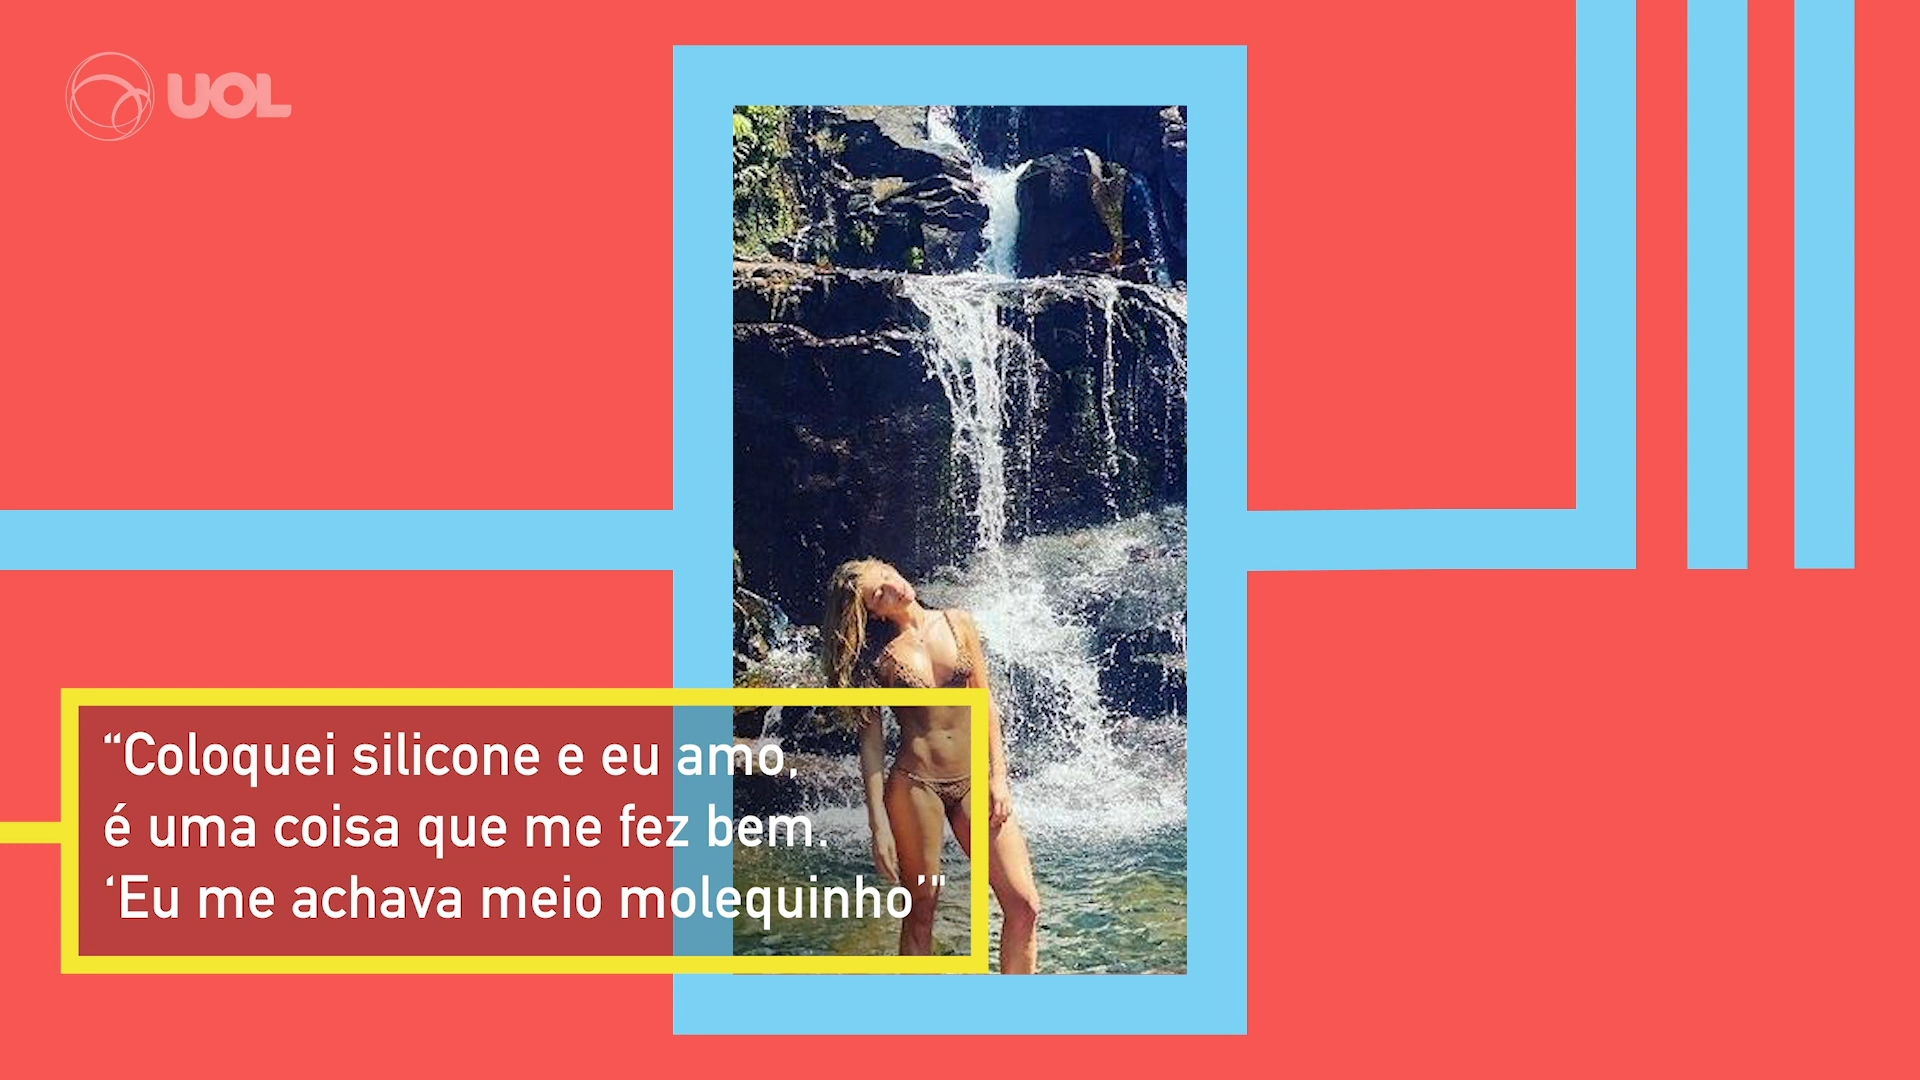 UOL
“Coloquei silicone e eu amo,
é uma coisa que me fez bem.
‘Eu me achava meio molequinho’"